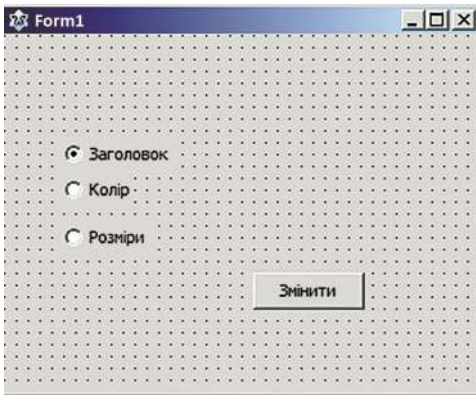 Form1
Заголовок
Колір
Розміри
Змінити